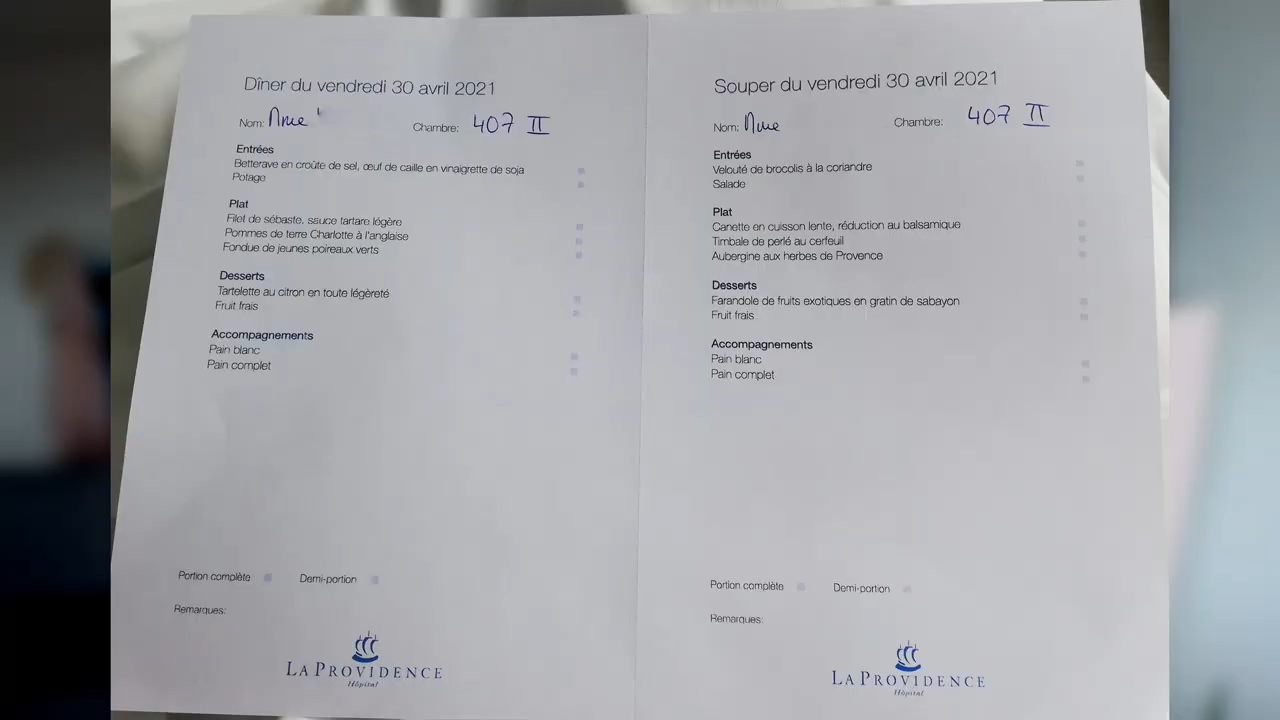 Dîner du vendredi 30 avril 2021
Nom: Mme Chambre: 407 II
Entrées
Betterave en croûte de sel, œuf de caille en vinaigrette de soja
Potage
Plat
Filet de sébaste, sauce tartare légère
Pommes de terre Charlotte à l'anglaise
Fondue de jeunes poireaux verts
Desserts
Tartelette au citron en toute légèreté
Fruit frais
Accompagnements
Pain blanc
Pain complet
Portion complète Demi-portion
Remarques:
LA PROVIDENCE
Hôpital
Souper du vendredi 30 avril 2021
Nom: Mme Chambre: 407 II
Entrées
Velouté de brocolis à la coriandre
Salade
Plat
Canette en cuisson lente, réduction au balsamique
Timbale de perlé au cerfeuil
Aubergine aux herbes de Provence
Desserts
Farandole de fruits exotiques en gratin de sabayon
Fruit frais
Accompagnements
Pain blanc
Pain complet
Portion complète Demi-portion
Remarques:
LA PROVIDENCE
Hôpital